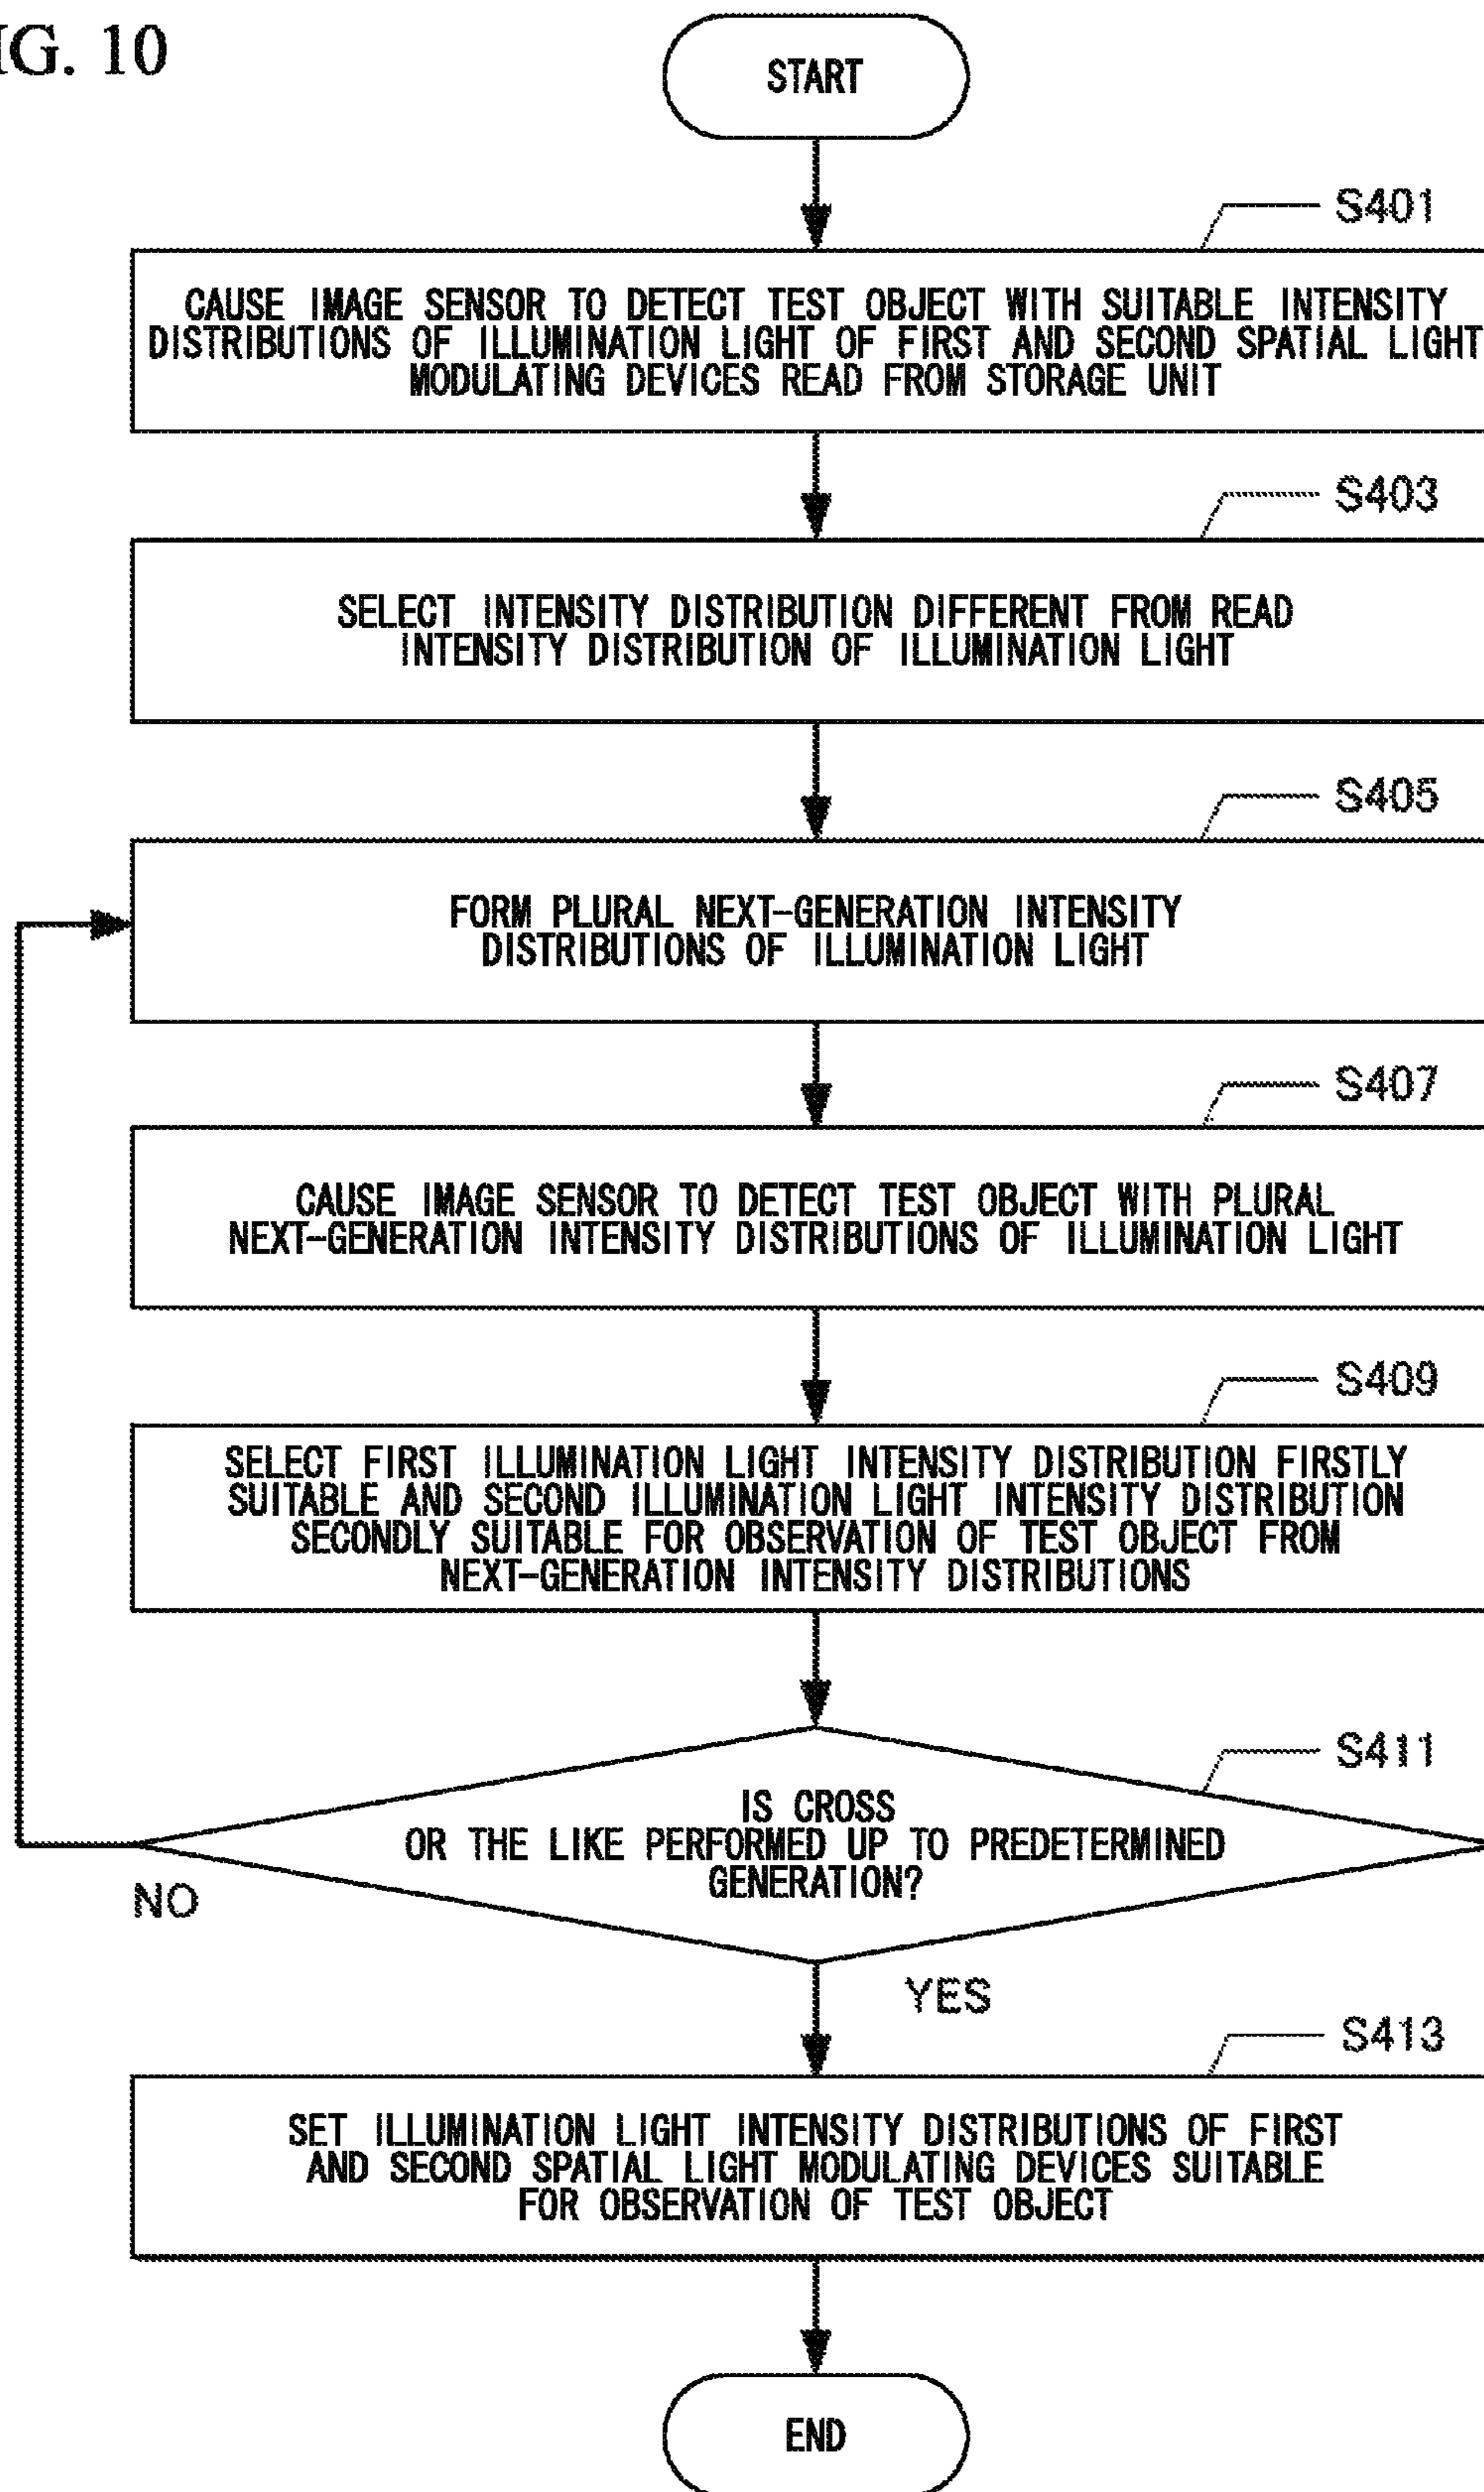 IG. 10
START
S401
CAUSE IMAGE SENSOR TO DETECT TEST OBJECT WITH SUITABLE INTENSITY
DISTRIBUTIONS OF ILLUMINATION LIGHT OF FIRST AND SECOND SPATIAL LIGHT
MODULATING DEVICES READ FROM STORAGE UNIT
S403
SELECT INTENSITY DISTRIBUTION DIFFERENT FROM READ
INTENSITY DISTRIBUTION OF ILLUMINATION LIGHT
S405
FORM PLURAL NEXT-GENERATION INTENSITY
DISTRIBUTIONS OF ILLUMINATION LIGHT
S407
CAUSE IMAGE SENSOR TO DETECT TEST OBJECT WITH PLURAL
NEXT-GENERATION INTENSITY DISTRIBUTIONS OF ILLUMINATION LIGHT
S409
SELECT FIRST ILLUMINATION LIGHT INTENSITY DISTRIBUTION FIRSTLY
SUITABLE AND SECOND ILLUMINATION LIGHT INTENSITY DISTRIBUTION
SECONDLY SUITABLE FOR OBSERVATION OF TEST OBJECT FROM
NEXT-GENERATION INTENSITY DISTRIBUTIONS
S411
IS CROSS
OR THE LIKE PERFORMED UP TO PREDETERMINED
GENERATION?
NO
YES
S413
SET ILLUMINATION LIGHT INTENSITY DISTRIBUTIONS OF FIRST
AND SECOND SPATIAL LIGHT MODULATING DEVICES SUITABLE
FOR OBSERVATION OF TEST OBJECT
END